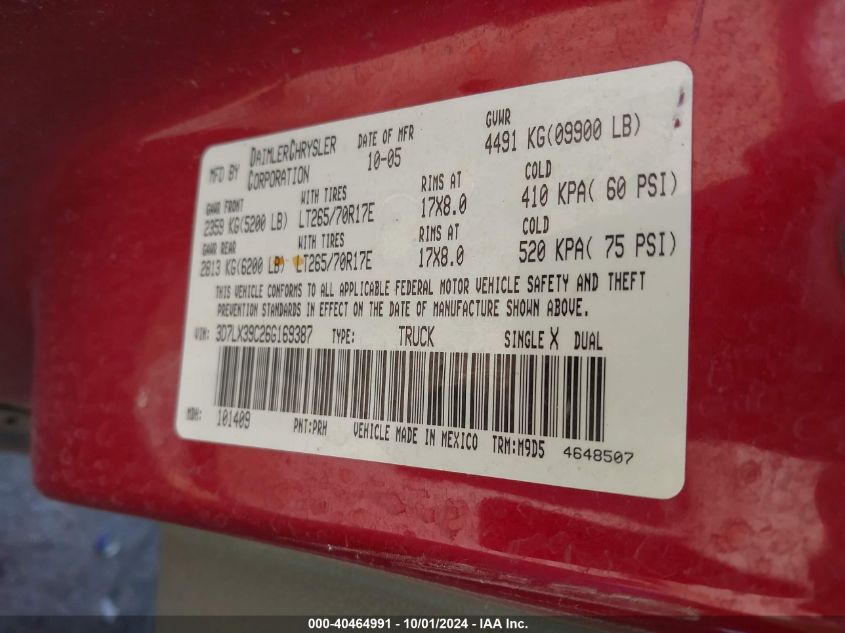 MFD BY DAIMLERCHRYSLER CORPORATION DATE OF MFR 10-05 GVWR 4491 KG(09900 LB)
GAWR FRONT WITH TIRES RIMS AT COLD
2359 KG(5200 LB) LT265/70R17E 17X8.0 410 KPA( 60 PSI)
GAWR REAR WITH TIRES RIMS AT COLD
2813 KG(6200 LB) LT265/70R17E 17X8.0 520 KPA( 75 PSI)
THIS VEHICLE CONFORMS TO ALL APPLICABLE FEDERAL MOTOR VEHICLE SAFETY AND THEFT
PREVENTION STANDARDS IN EFFECT ON THE DATE OF MANUFACTURE SHOWN ABOVE.
VIN: 3D7LX39C26G169387 TYPE: TRUCK SINGLE X DUAL
MDH: 101409 PNT:PRH VEHICLE MADE IN MEXICO TRM:M9D5 4648507
000-40464991 - 10/01/2024 - IAA Inc.